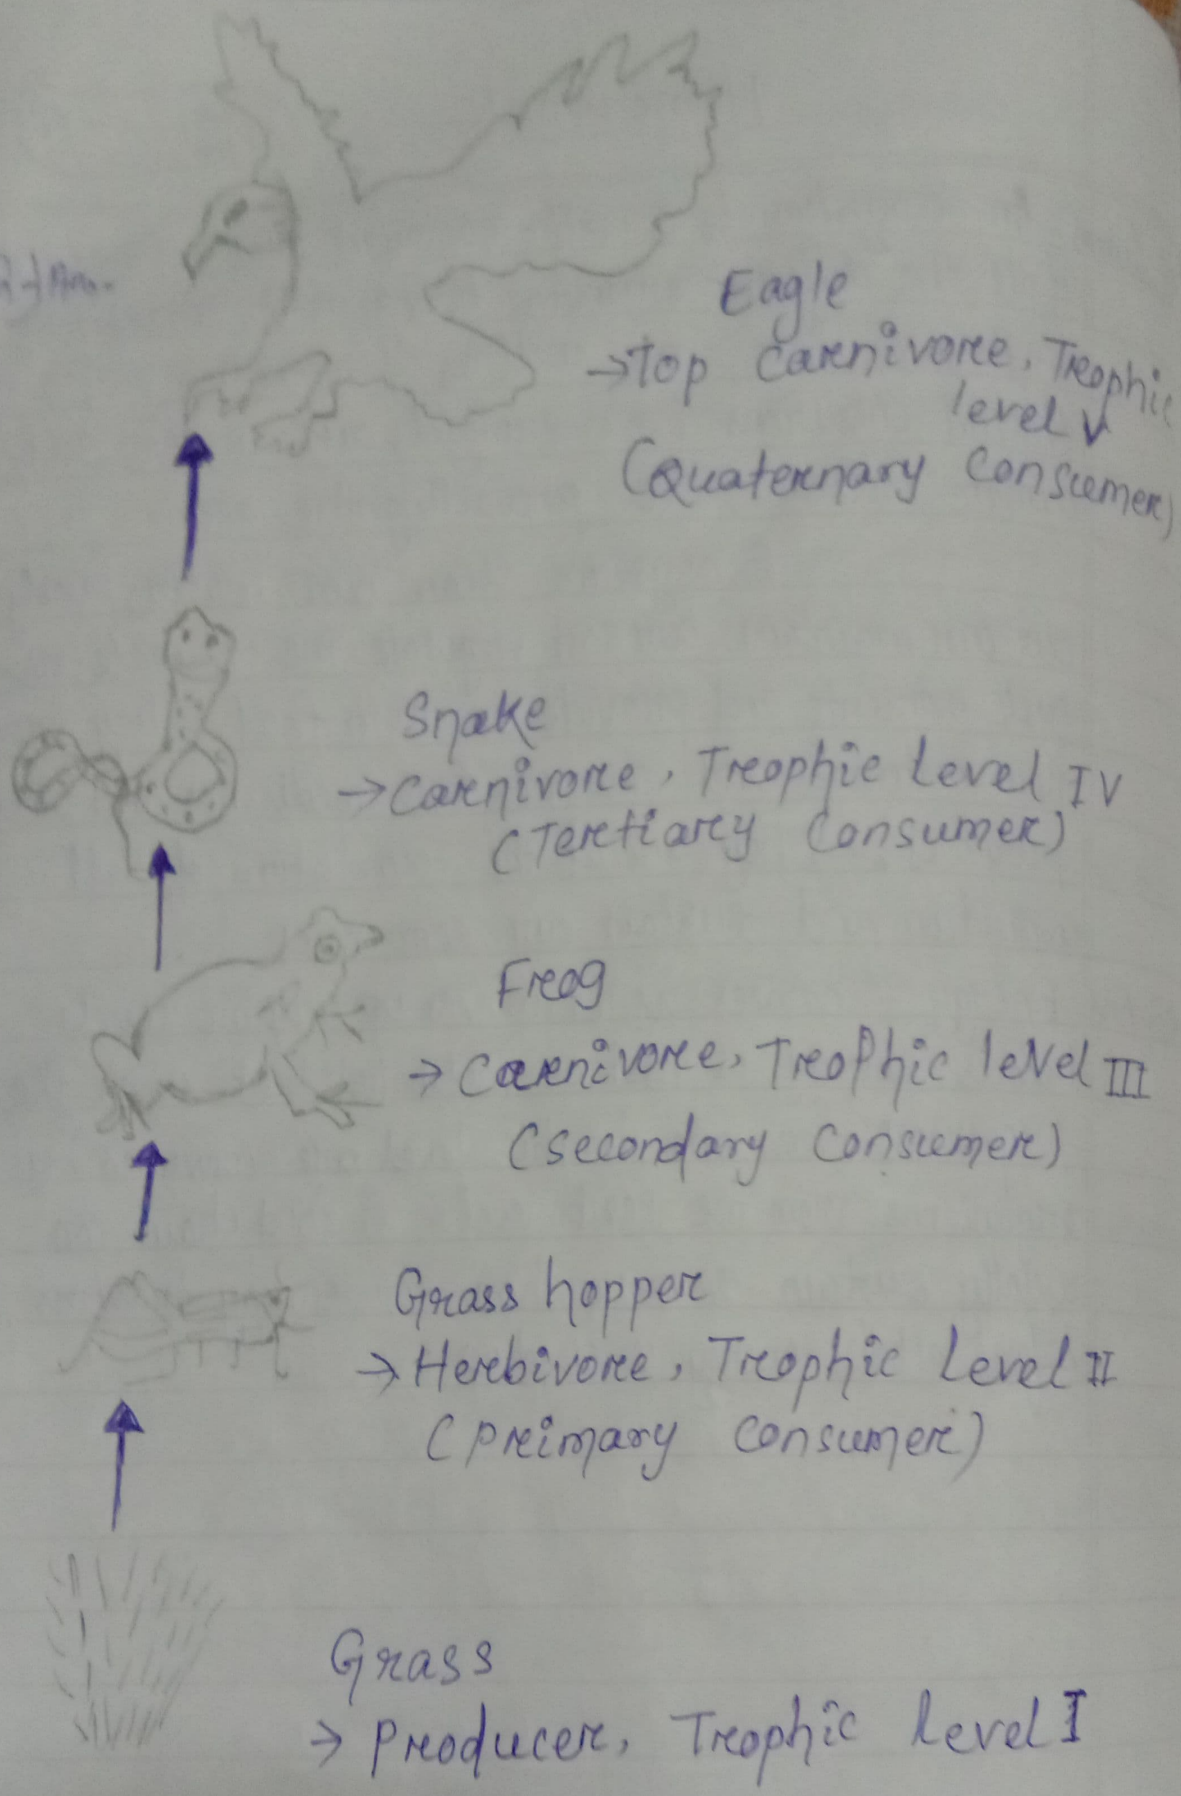 Eagle
→Top Carnivore, Trophic
level V
(Quaternary Consumer)
Snake
→Carnivore, Trophic Level IV
(Tertiary Consumer)
Frog
→ Carnivore, Trophic level III
(Secondary Consumer)
Grass hopper
→ Herbivore, Trophic Level II
(Primary Consumer)
Grass
→ Producer, Trophic Level I